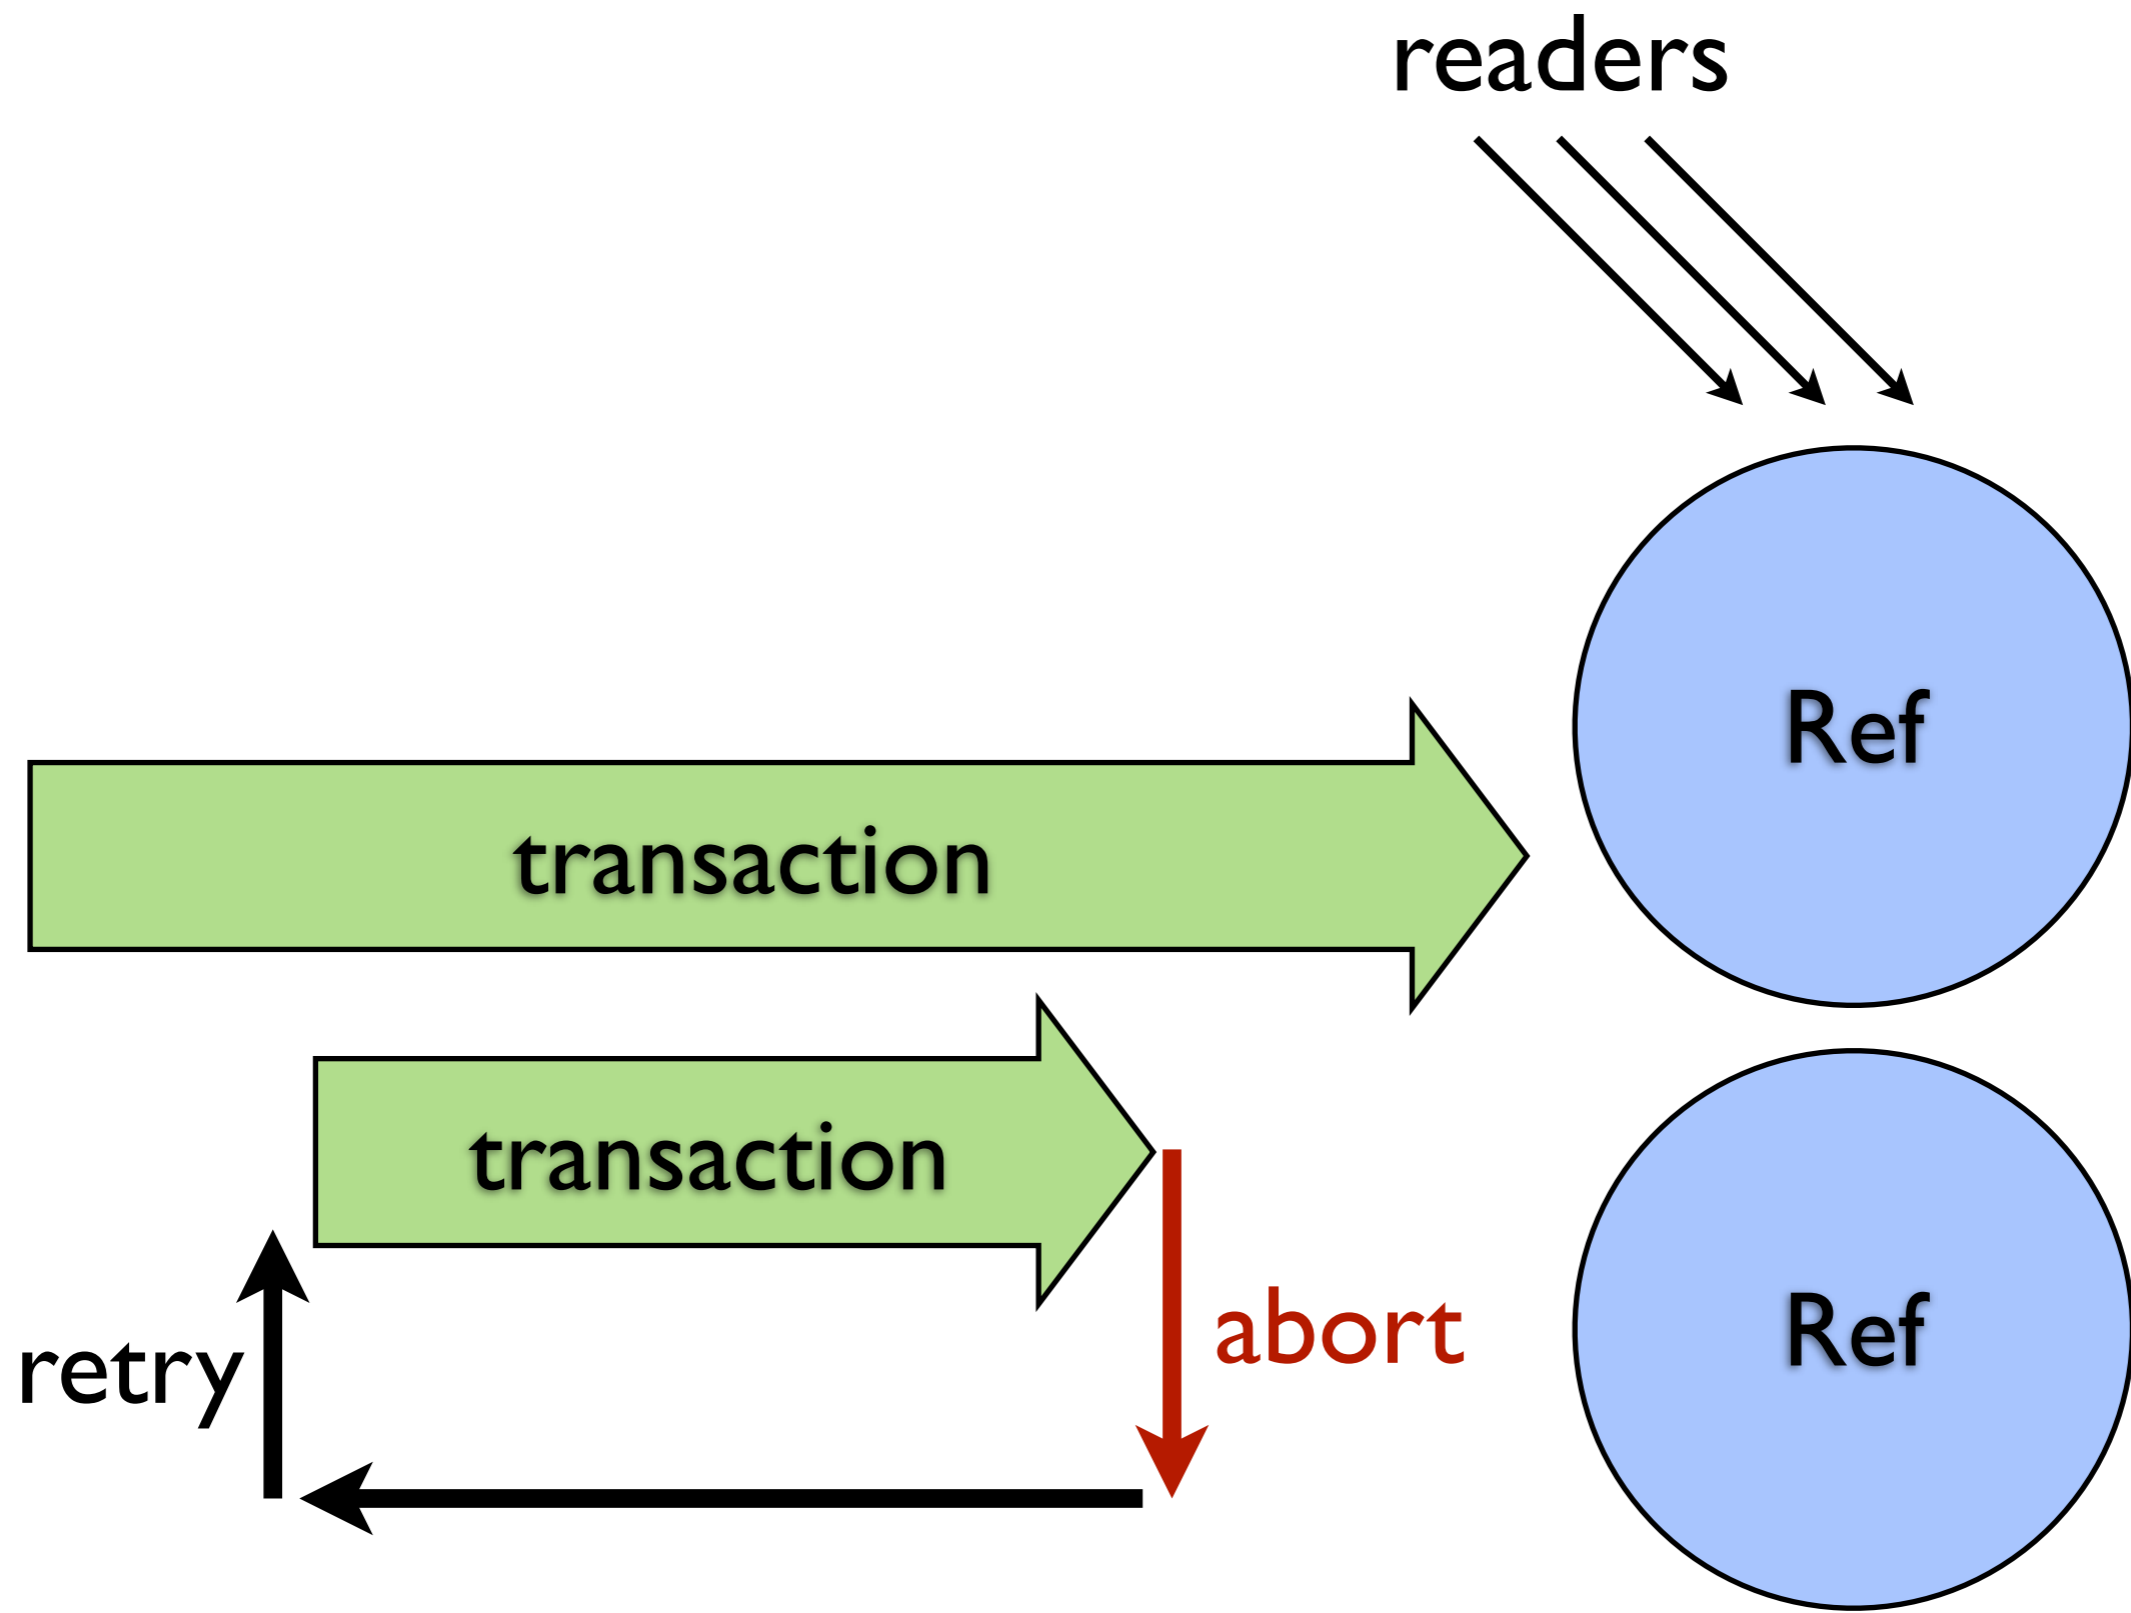 readers
Ref
transaction
transaction
abort
Ref
retry